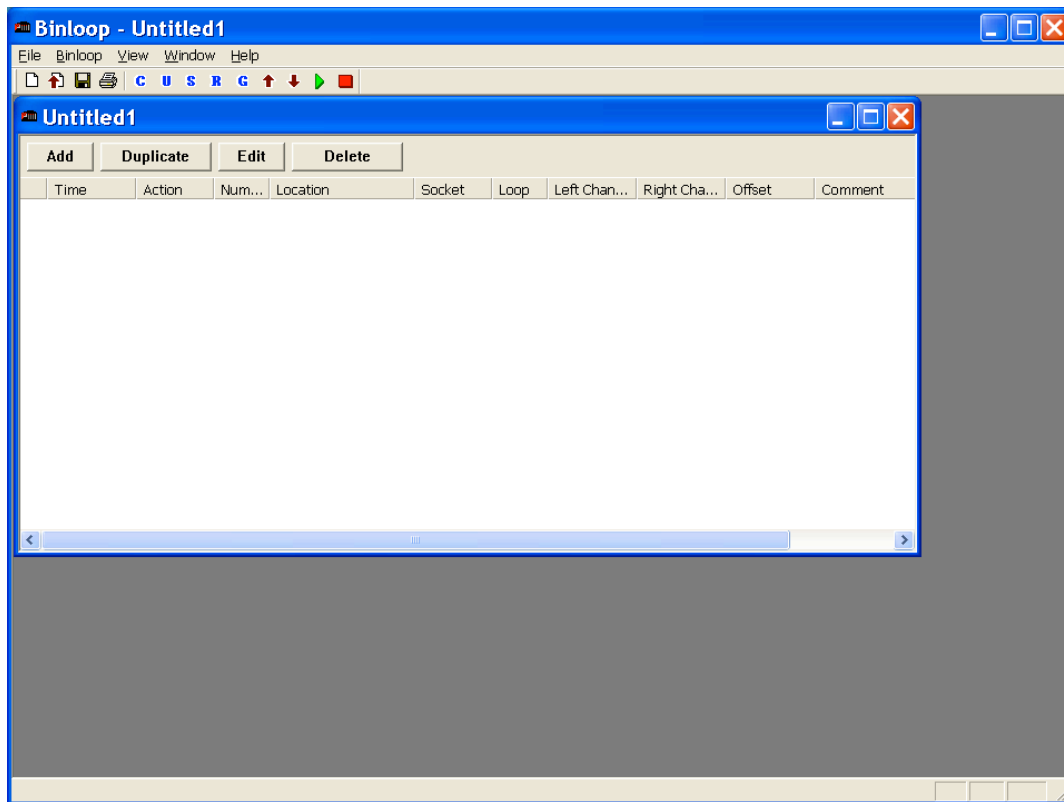 Binloop - Untitled1
File Binloop View Window Help
C U S R G
Untitled1
Add Duplicate Edit Delete
Time Action Num... Location Socket Loop Left Chan... Right Cha... Offset Comment